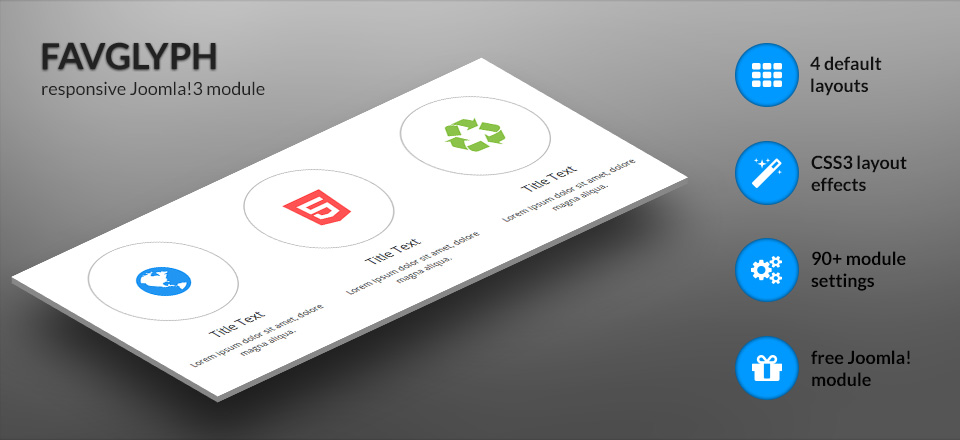 FAVGLYPH
responsive Joomla!3 module
Title Text
Lorem ipsum dolor sit amet, dolore
magna aliqua.
Title Text
Lorem ipsum dolor sit amet, dolore
magna aliqua.
Title Text
Lorem ipsum dolor sit amet, dolore
magna aliqua.
4 default
layouts
CSS3 layout
effects
90+ module
settings
free Joomla!
module